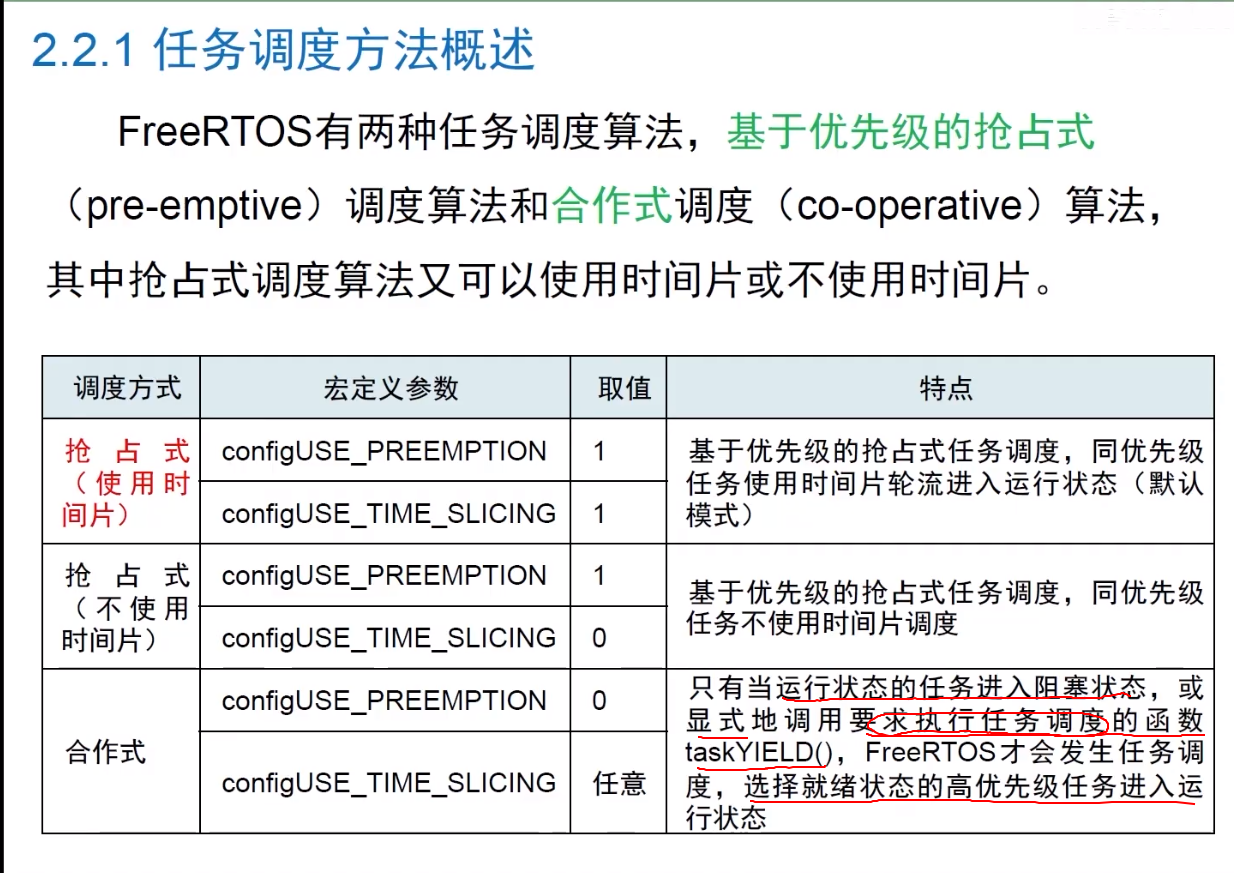 2.2.1 任务调度方法概述
FreeRTOS有两种任务调度算法，基于优先级的抢占式
（pre-emptive）调度算法和合作式调度（co-operative）算法，
其中抢占式调度算法又可以使用时间片或不使用时间片。
调度方式 宏定义参数 取值 特点
抢占式
（使用时
间片）
configUSE_PREEMPTION 1
configUSE_TIME_SLICING 1
基于优先级的抢占式任务调度，同优先级
任务使用时间片轮流进入运行状态（默认
模式）
抢占式
（不使用
时间片）
configUSE_PREEMPTION 1
configUSE_TIME_SLICING 0
基于优先级的抢占式任务调度，同优先级
任务不使用时间片调度
合作式
configUSE_PREEMPTION 0
configUSE_TIME_SLICING 任意
只有当运行状态的任务进入阻塞状态，或
显式地调用要求执行任务调度的函数
taskYIELD()，FreeRTOS才会发生任务调
度，选择就绪状态的高优先级任务进入运
行状态